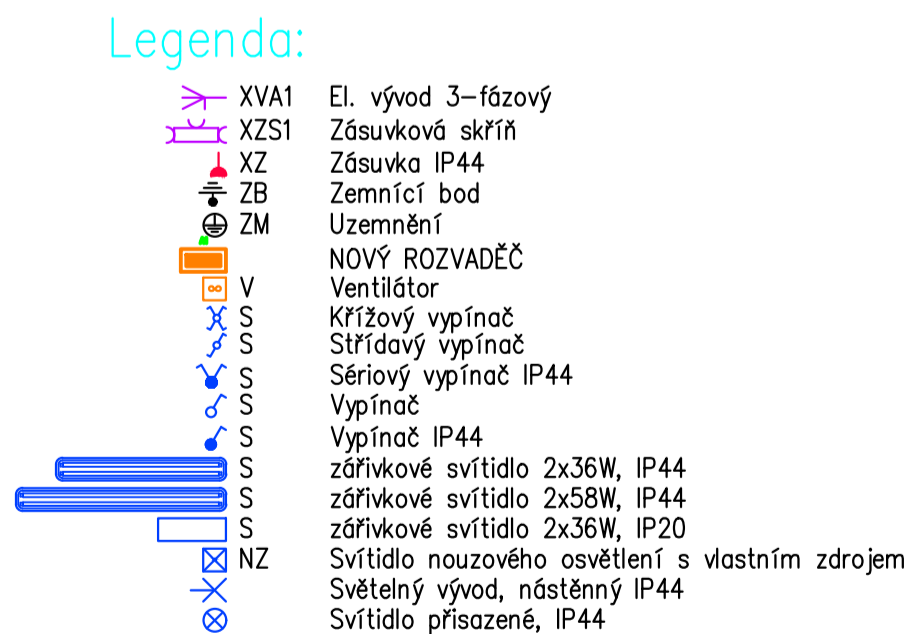 Legenda:
XVA1 El. vývod 3-fázový
XZS1 Zásuvková skříň
XZ Zásuvka IP44
ZB Zemnící bod
ZM Uzemnění
NOVÝ ROZVADĚČ
V Ventilátor
S Křížový vypínač
S Střídavý vypínač
S Sériový vypínač IP44
S Vypínač
S Vypínač IP44
S zářivkové svítidlo 2x36W, IP44
S zářivkové svítidlo 2x58W, IP44
S zářivkové svítidlo 2x36W, IP20
NZ Svítidlo nouzového osvětlení s vlastním zdrojem
Světelný vývod, nástěnný IP44
Svítidlo přisazené, IP44